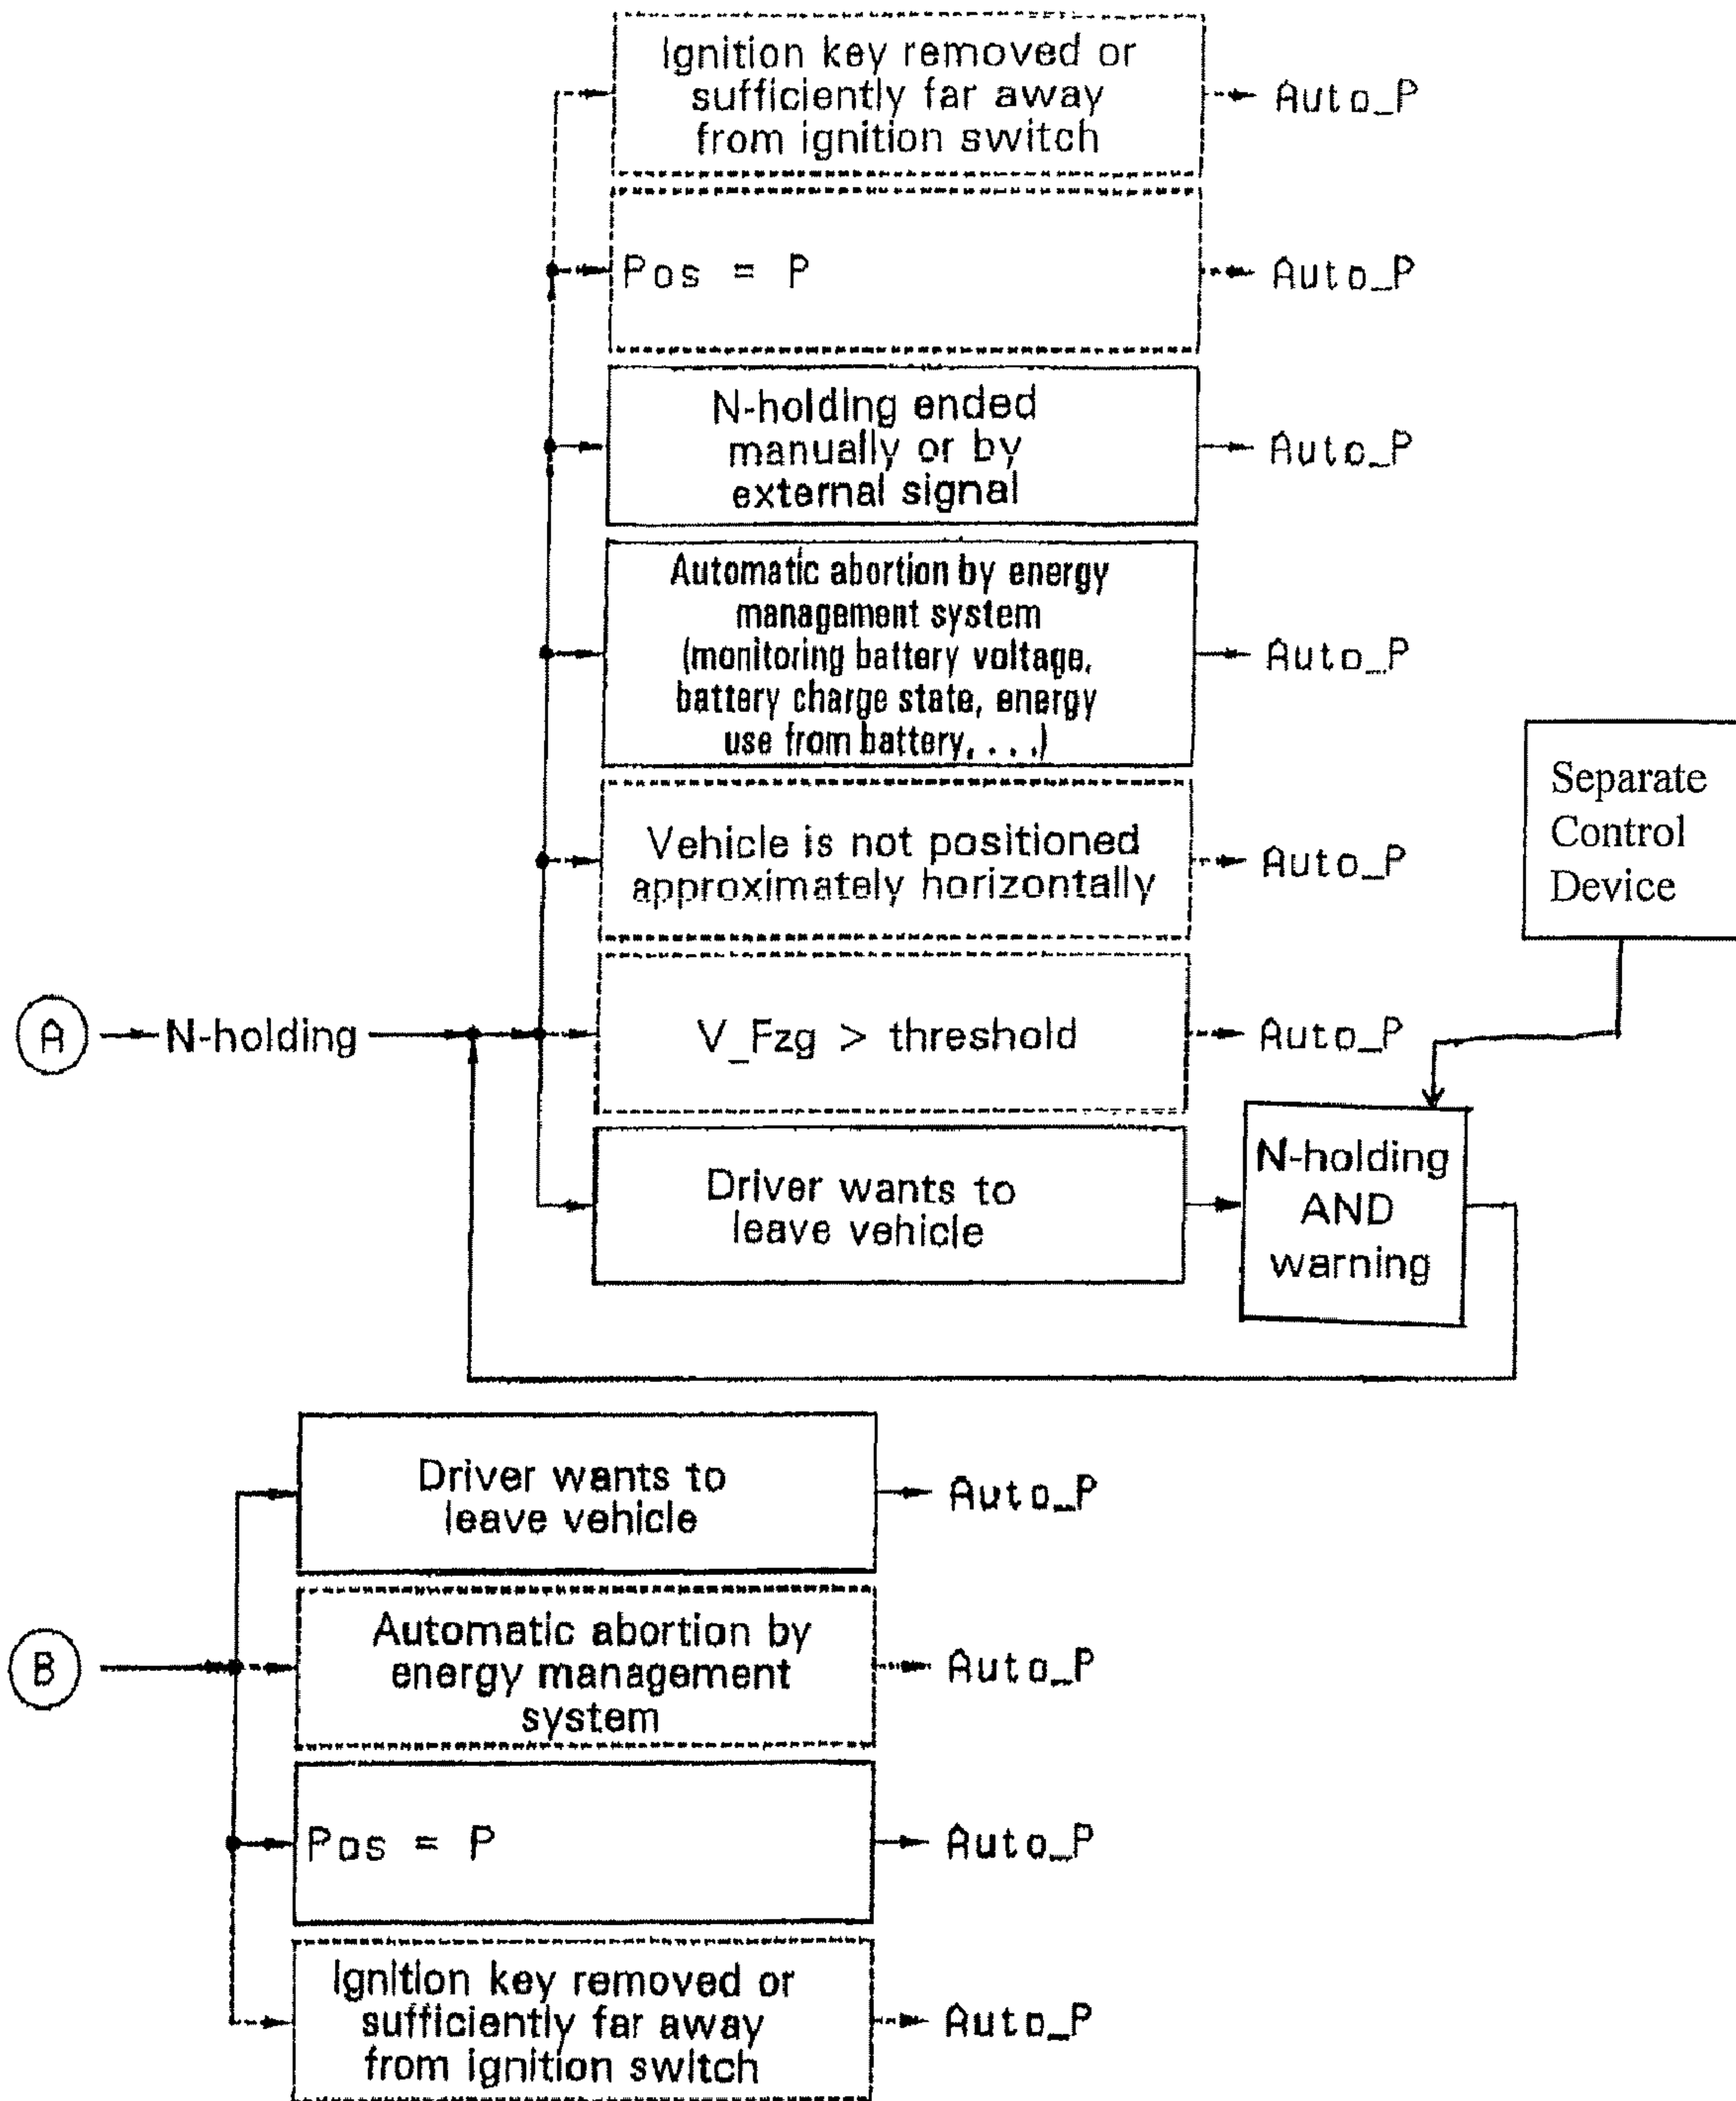 Ignition key removed or
sufficiently far away
from ignition switch
Auto_P
Pos = P
Auto_P
N-holding ended
manually or by
external signal
Auto_P
Automatic abortion by energy
management system
(monitoring battery voltage,
battery charge state, energy
use from battery, . . .)
Auto_P
Separate
Control
Device
Vehicle is not positioned
approximately horizontally
Auto_P
A
N-holding
V_Fzg > threshold
Auto_P
Driver wants to
leave vehicle
N-holding
AND
warning
Driver wants to
leave vehicle
Auto_P
B
Automatic abortion by
energy management
system
Auto_P
Pos = P
Auto_P
Ignition key removed or
sufficiently far away
from ignition switch
Auto_P